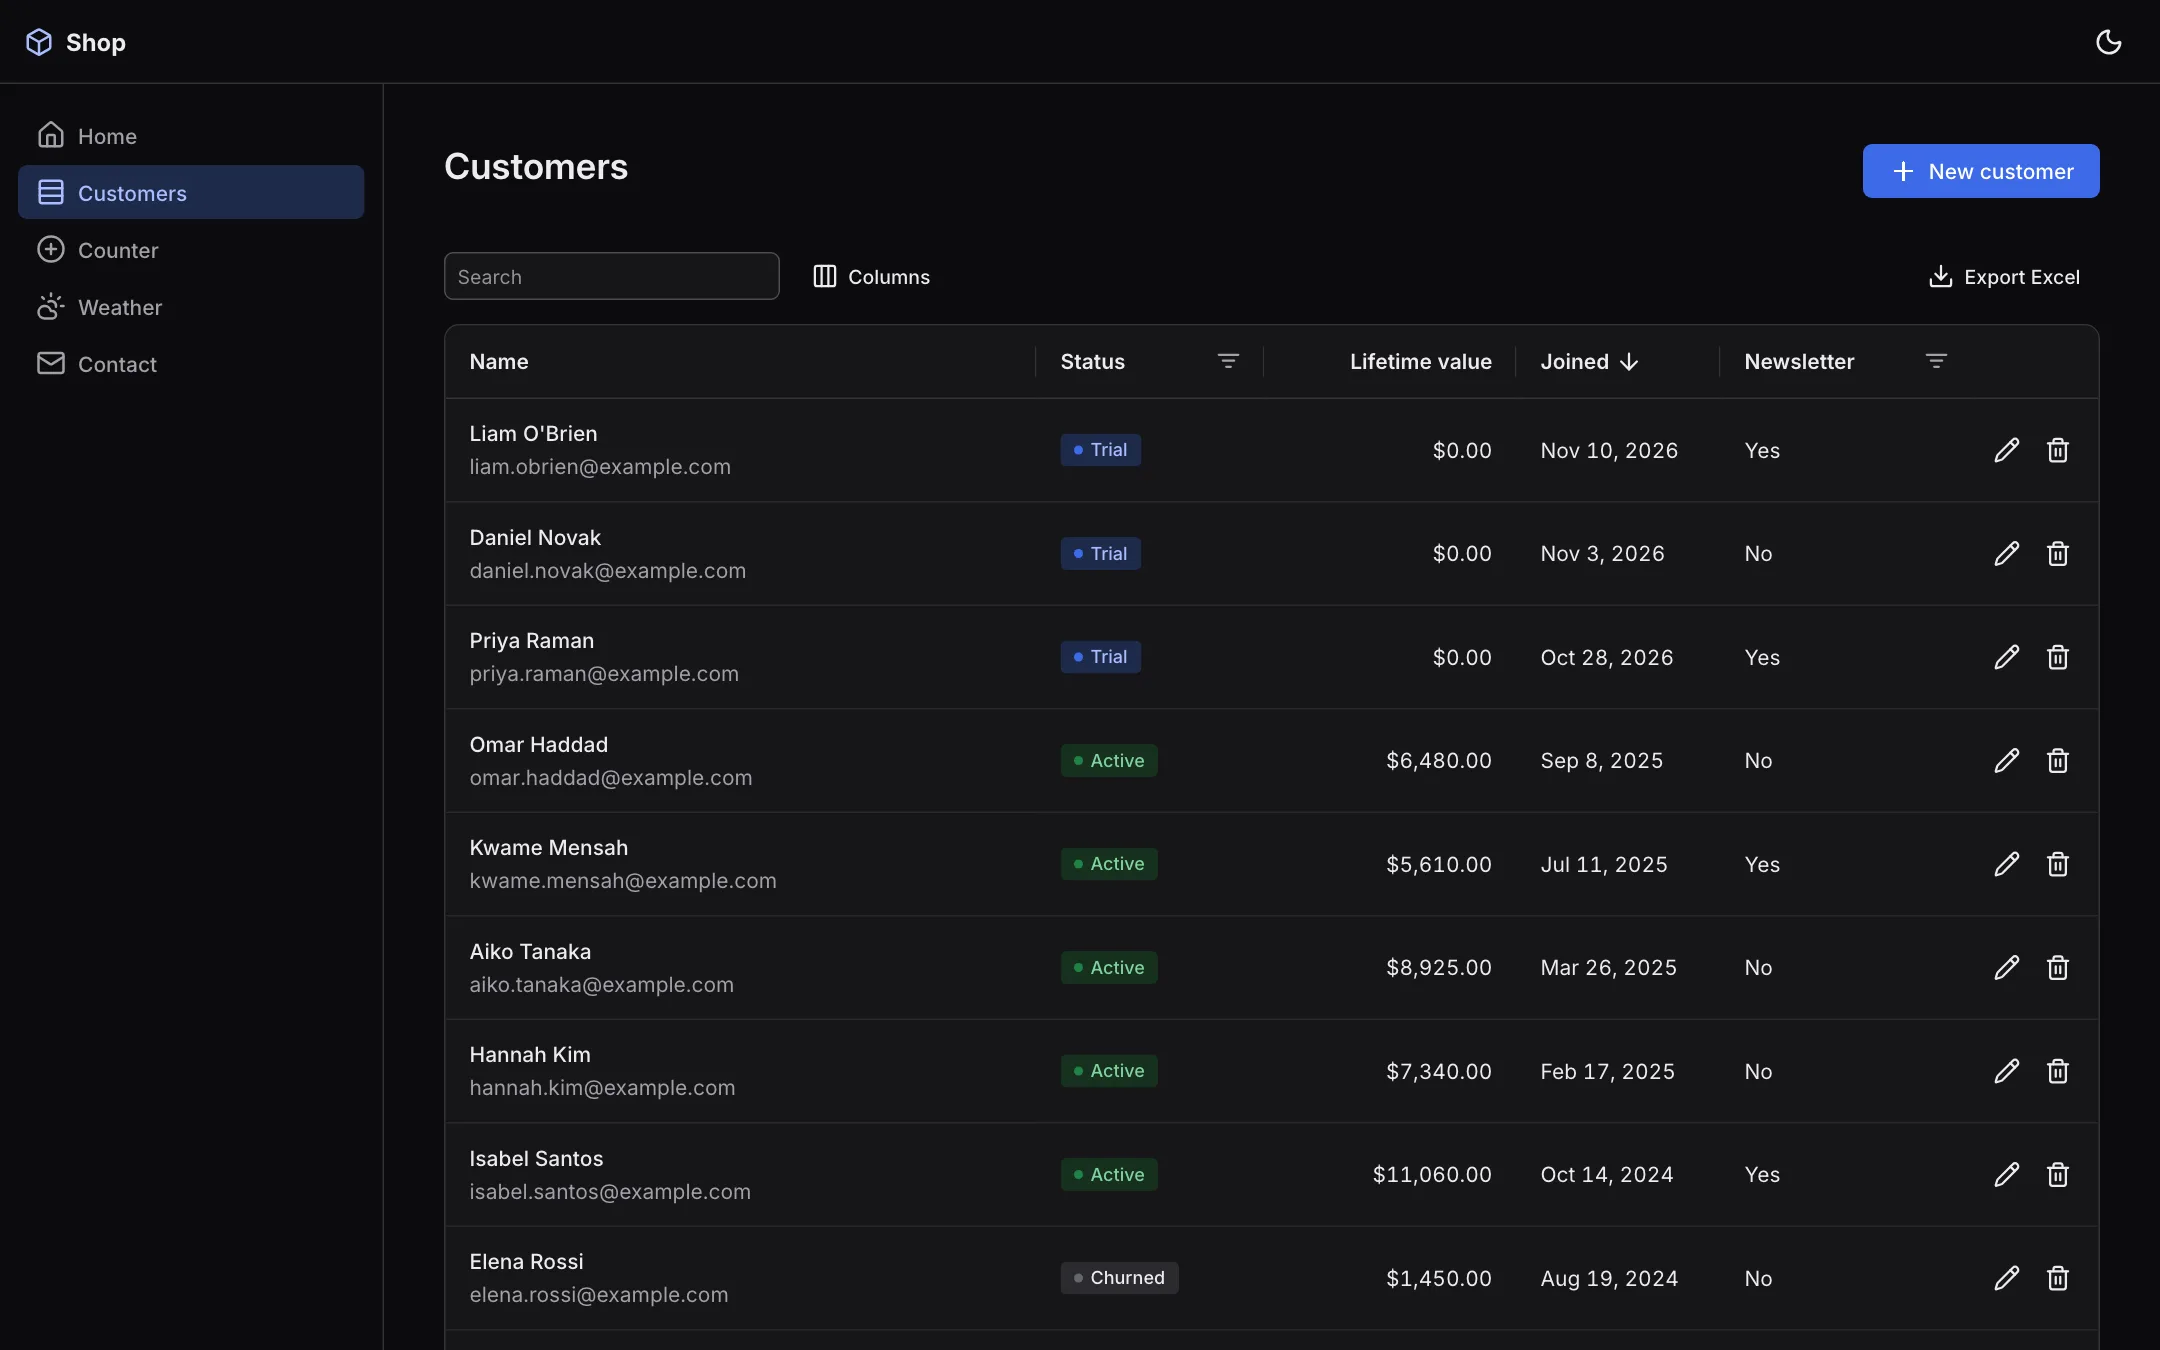 Shop
Home
Customers
Counter
Weather
Contact
Customers
New customer
Search
Columns
Export Excel
Name Status Lifetime value Joined Newsletter
Liam O'Brien
liam.obrien@example.com
Trial $0.00 Nov 10, 2026 Yes
Daniel Novak
daniel.novak@example.com
Trial $0.00 Nov 3, 2026 No
Priya Raman
priya.raman@example.com
Trial $0.00 Oct 28, 2026 Yes
Omar Haddad
omar.haddad@example.com
Active $6,480.00 Sep 8, 2025 No
Kwame Mensah
kwame.mensah@example.com
Active $5,610.00 Jul 11, 2025 Yes
Aiko Tanaka
aiko.tanaka@example.com
Active $8,925.00 Mar 26, 2025 No
Hannah Kim
hannah.kim@example.com
Active $7,340.00 Feb 17, 2025 No
Isabel Santos
isabel.santos@example.com
Active $11,060.00 Oct 14, 2024 Yes
Elena Rossi
elena.rossi@example.com
Churned $1,450.00 Aug 19, 2024 No